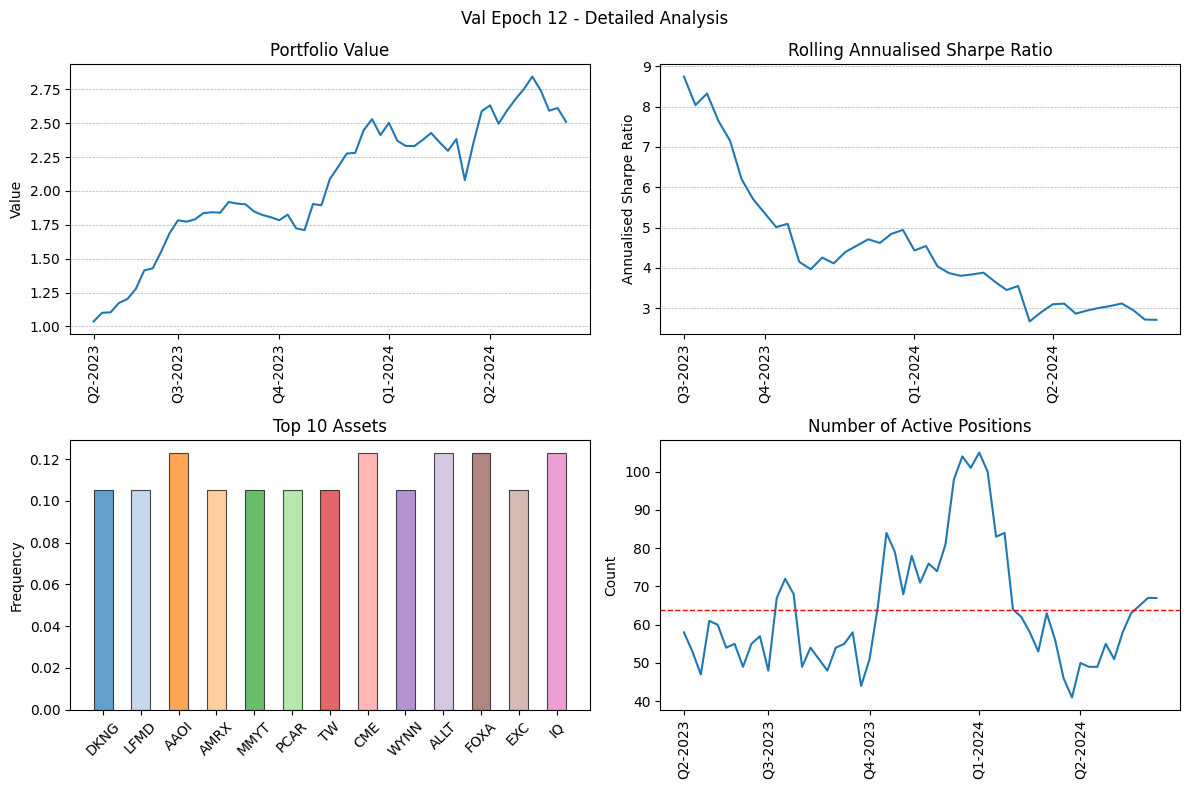 Val Epoch 12 - Detailed Analysis
Portfolio Value
Value
2.75
2.50
2.25
2.00
1.75
1.50
1.25
1.00
Q2-2023
Q3-2023
Q4-2023
Q1-2024
Q2-2024
Rolling Annualised Sharpe Ratio
Annualised Sharpe Ratio
9
8
7
6
5
4
3
Q3-2023
Q4-2023
Q1-2024
Q2-2024
Top 10 Assets
Frequency
0.12
0.10
0.08
0.06
0.04
0.02
0.00
DKNG
LFMD
AAOI
AMRX
MMYT
PCAR
TW
CME
WYNN
ALLT
FOXA
EXC
IQ
Number of Active Positions
Count
100
90
80
70
60
50
40
Q2-2023
Q3-2023
Q4-2023
Q1-2024
Q2-2024